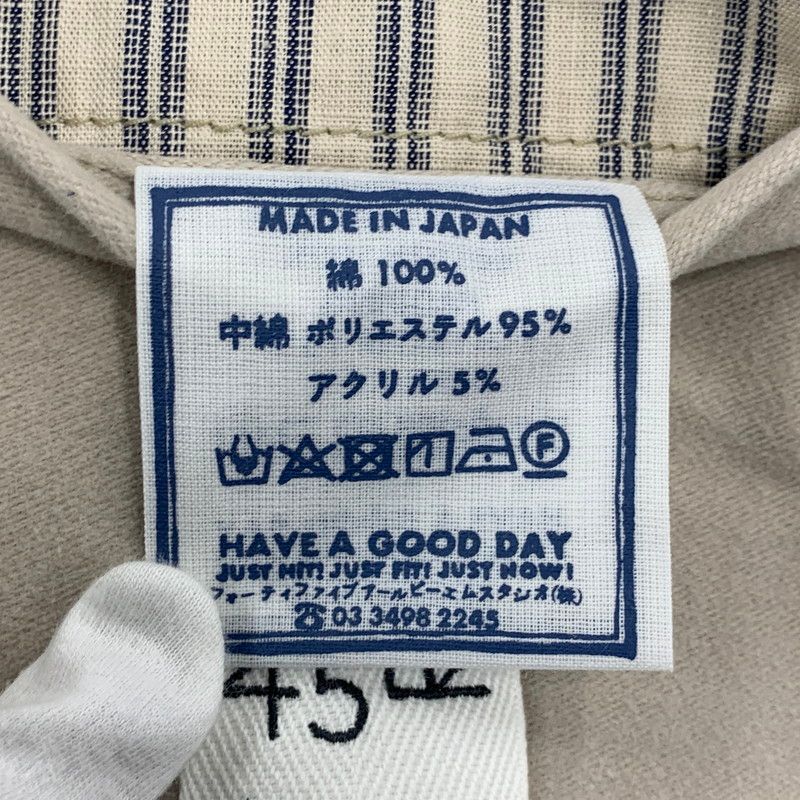 MADE IN JAPAN
綿 100%
中綿 ポリエステル 95%
アクリル 5%
F
HAVE A GOOD DAY
JUST HIT! JUST FIT! JUST NOW!
フォーティファイブアールピーエムスタジオ(株)
☎ 03 3498 2245
45R